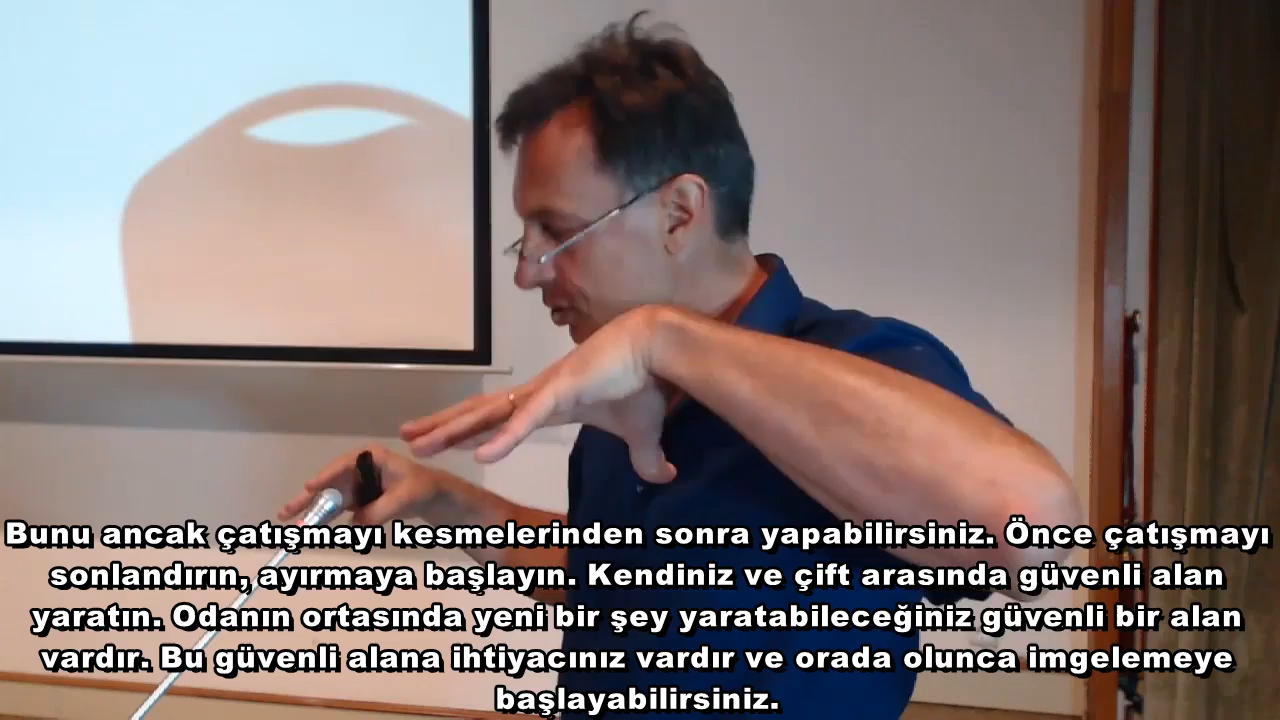 Bunu ancak çatışmayı kesmelerinden sonra yapabilirsiniz. Önce çatışmayı
sonlandırın, ayırmaya başlayın. Kendiniz ve çift arasında güvenli alan
yaratın. Odanın ortasında yeni bir şey yaratabileceğiniz güvenli bir alan
vardır. Bu güvenli alana ihtiyacınız vardır ve orada olunca imgelemeye
başlayabilirsiniz.